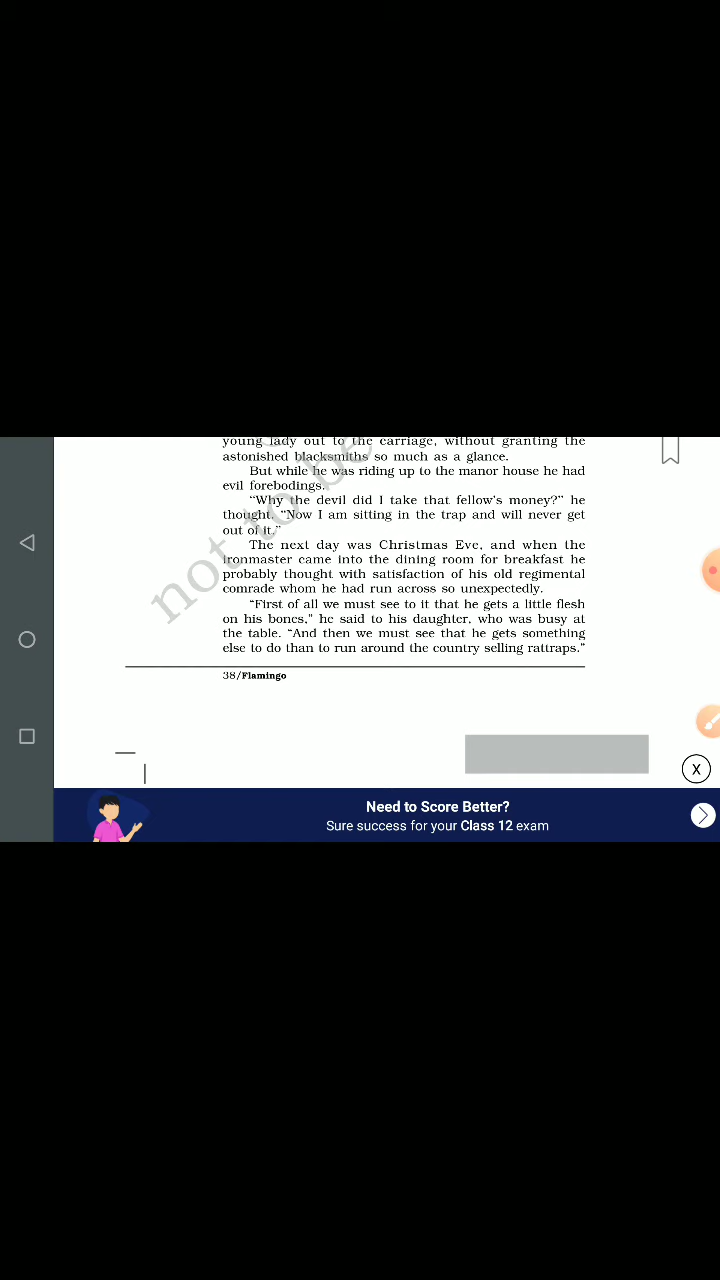 young lady out to the carriage, without granting the
astonished blacksmiths so much as a glance.
But while he was riding up to the manor house he had
evil forebodings.
“Why the devil did I take that fellow's money?” he
thought. “Now I am sitting in the trap and will never get
out of it.”
The next day was Christmas Eve, and when the
ironmaster came into the dining room for breakfast he
probably thought with satisfaction of his old regimental
comrade whom he had run across so unexpectedly.
“First of all we must see to it that he gets a little flesh
on his bones,” he said to his daughter, who was busy at
the table. “And then we must see that he gets something
else to do than to run around the country selling rattraps.”
38/Flamingo
not to be
X
Need to Score Better?
Sure success for your Class 12 exam